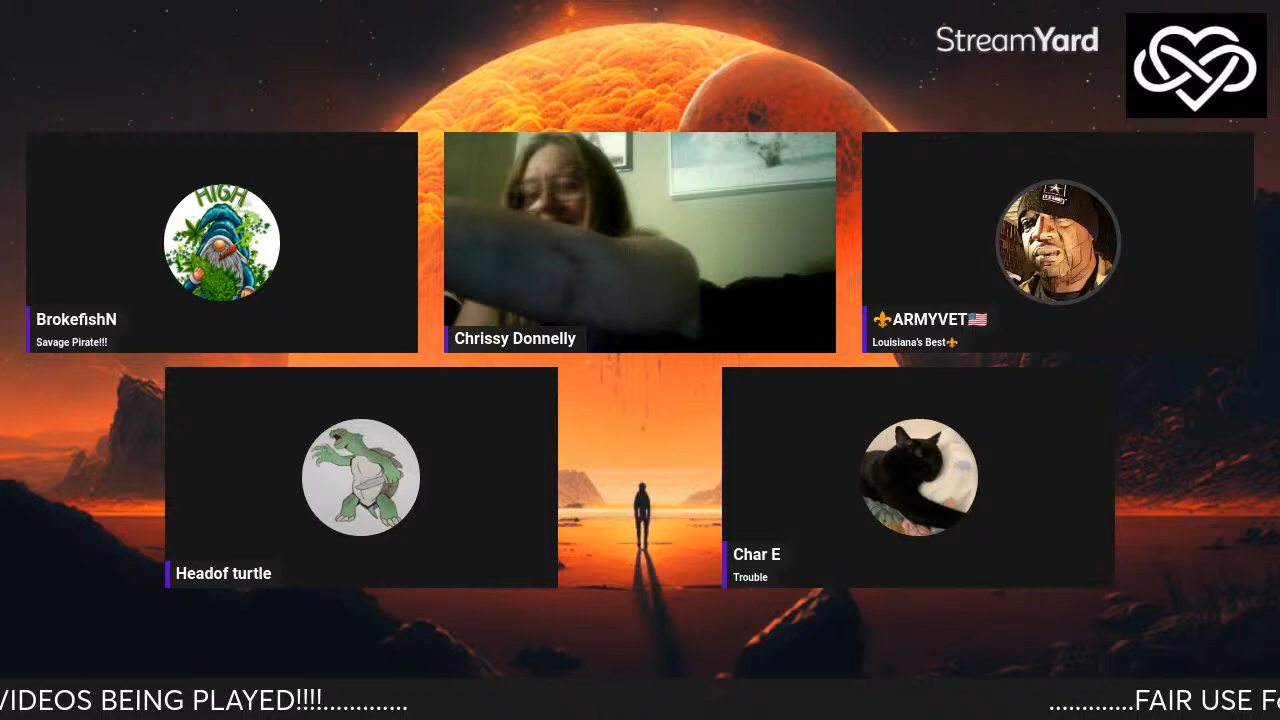 StreamYard
HIGH
BrokefishN
Savage Pirate!!!
Chrissy Donnelly
⚜️ARMYVET🇺🇸
Louisiana's Best⚜️
Headof turtle
Char E
Trouble
VIDEOS BEING PLAYED!!!!............. .............FAIR USE Fo